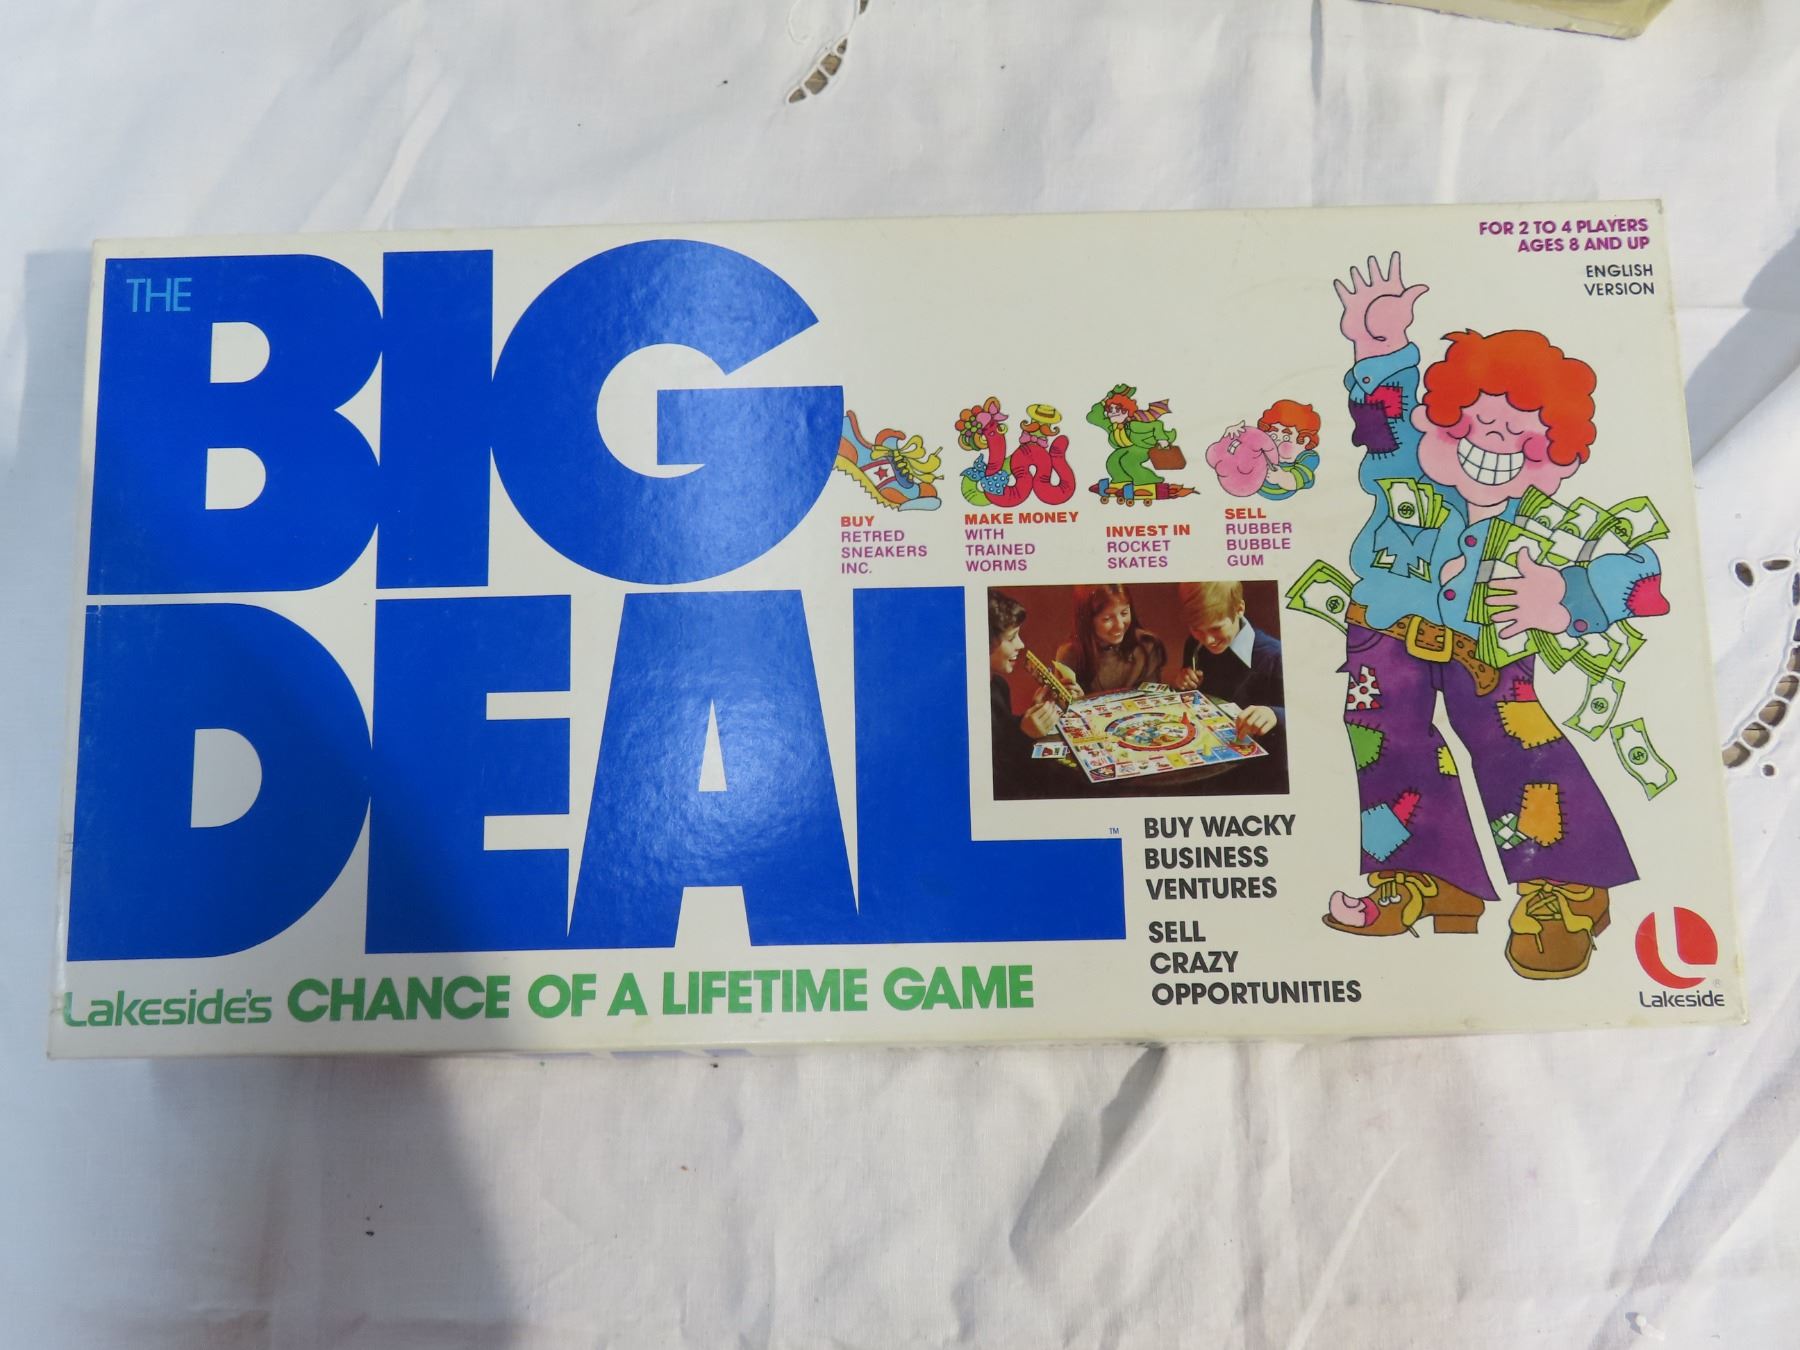 THE
BIG
DEAL
TM
Lakeside's CHANCE OF A LIFETIME GAME
FOR 2 TO 4 PLAYERS
AGES 8 AND UP
ENGLISH
VERSION
BUY
RETRED
SNEAKERS
INC.
MAKE MONEY
WITH
TRAINED
WORMS
INVEST IN
ROCKET
SKATES
SELL
RUBBER
BUBBLE
GUM
BUY WACKY
BUSINESS
VENTURES
SELL
CRAZY
OPPORTUNITIES
L
®
Lakeside